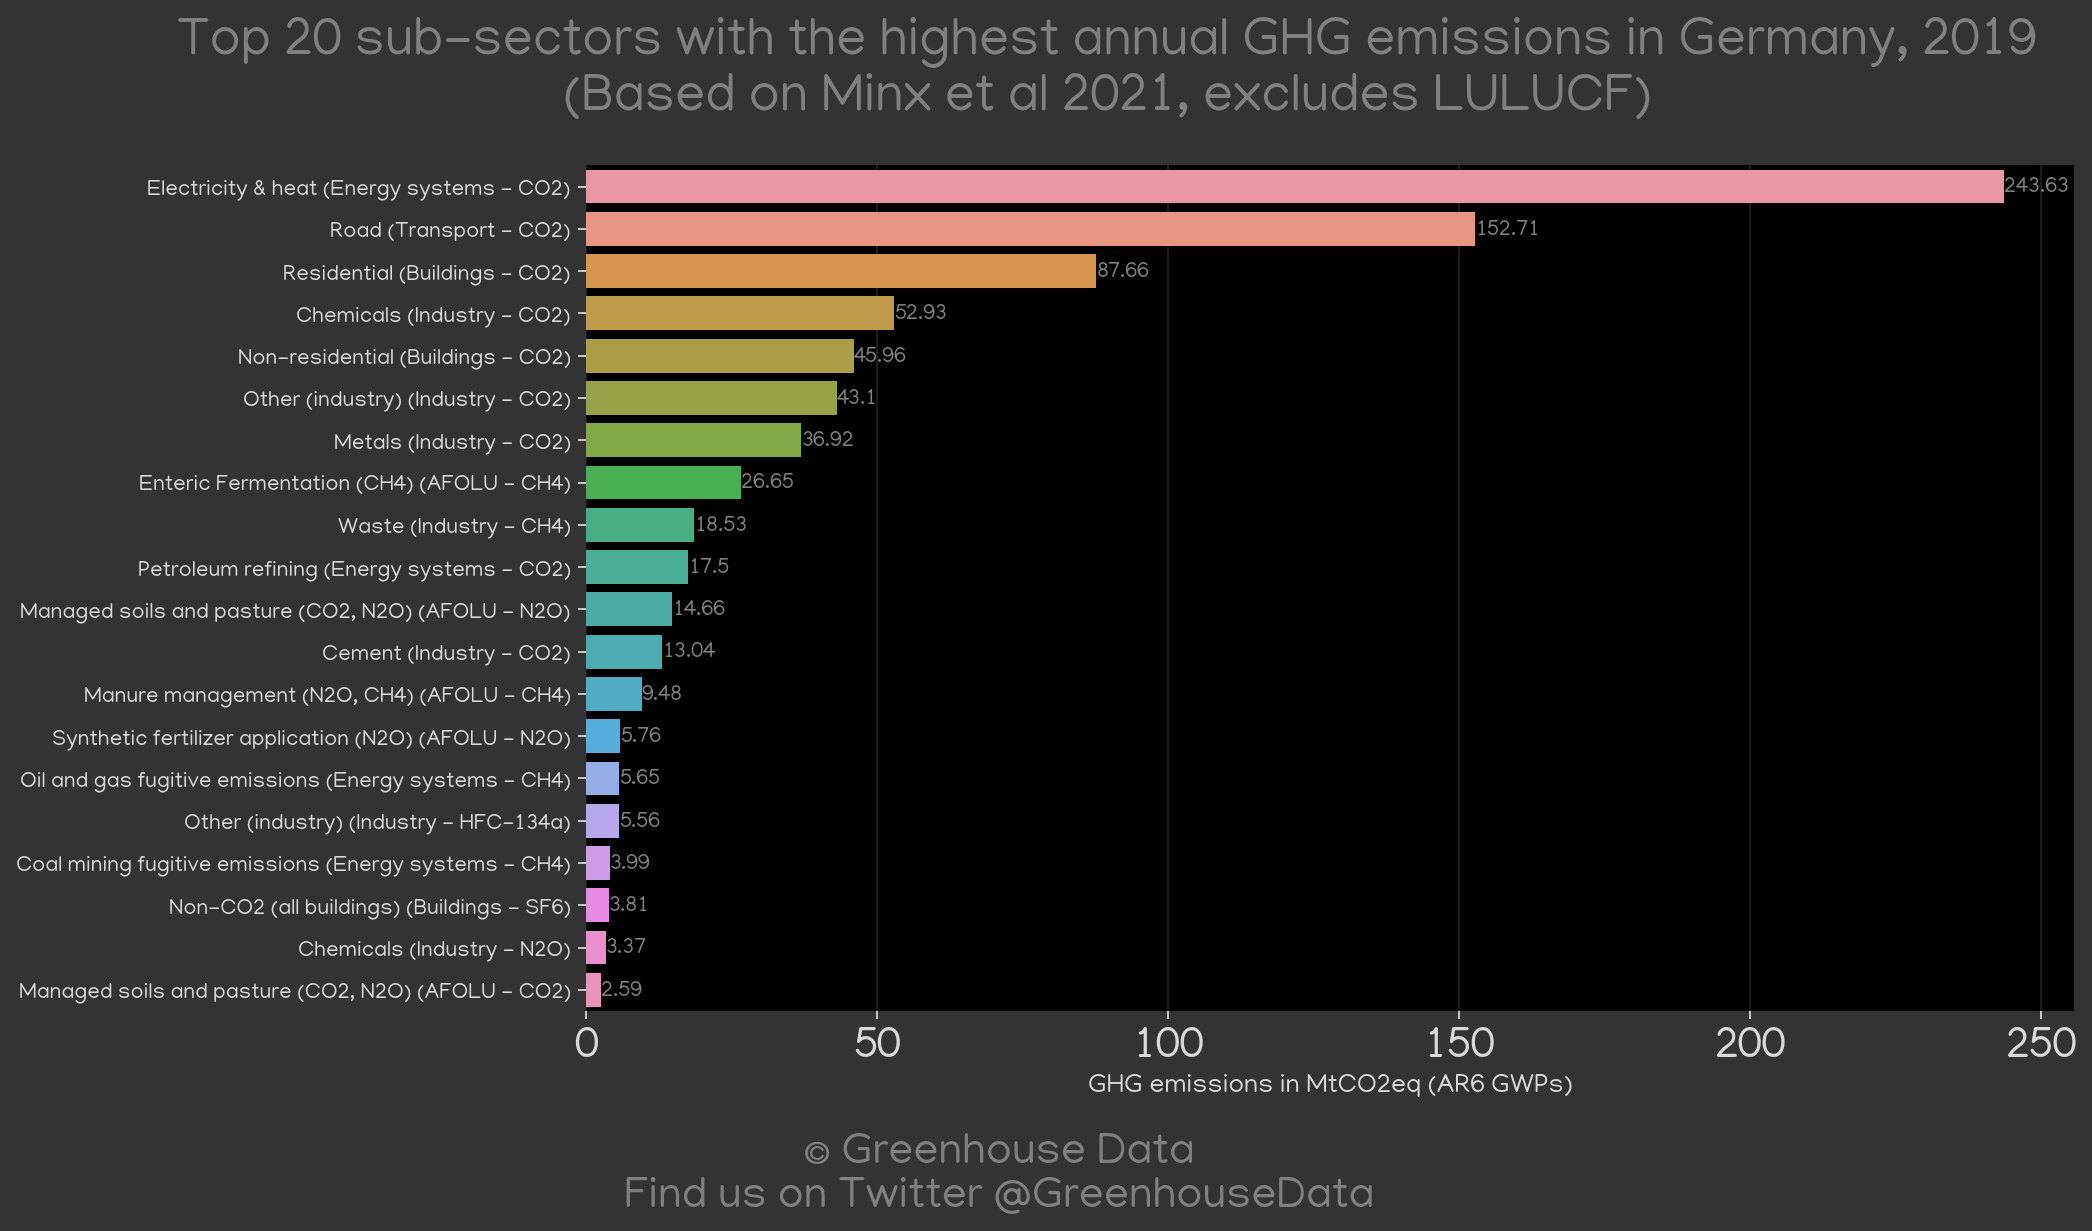 Top 20 sub-sectors with the highest annual GHG emissions in Germany, 2019
(Based on Minx et al 2021, excludes LULUCF)
Electricity & heat (Energy systems - CO2) 243.63
Road (Transport - CO2) 152.71
Residential (Buildings - CO2) 87.66
Chemicals (Industry - CO2) 52.93
Non-residential (Buildings - CO2) 45.96
Other (industry) (Industry - CO2) 43.1
Metals (Industry - CO2) 36.92
Enteric Fermentation (CH4) (AFOLU - CH4) 26.65
Waste (Industry - CH4) 18.53
Petroleum refining (Energy systems - CO2) 17.5
Managed soils and pasture (CO2, N2O) (AFOLU - N2O) 14.66
Cement (Industry - CO2) 13.04
Manure management (N2O, CH4) (AFOLU - CH4) 9.48
Synthetic fertilizer application (N2O) (AFOLU - N2O) 5.76
Oil and gas fugitive emissions (Energy systems - CH4) 5.65
Other (industry) (Industry - HFC-134a) 5.56
Coal mining fugitive emissions (Energy systems - CH4) 3.99
Non-CO2 (all buildings) (Buildings - SF6) 3.81
Chemicals (Industry - N2O) 3.37
Managed soils and pasture (CO2, N2O) (AFOLU - CO2) 2.59
0 50 100 150 200 250
GHG emissions in MtCO2eq (AR6 GWPs)
© Greenhouse Data
Find us on Twitter @GreenhouseData